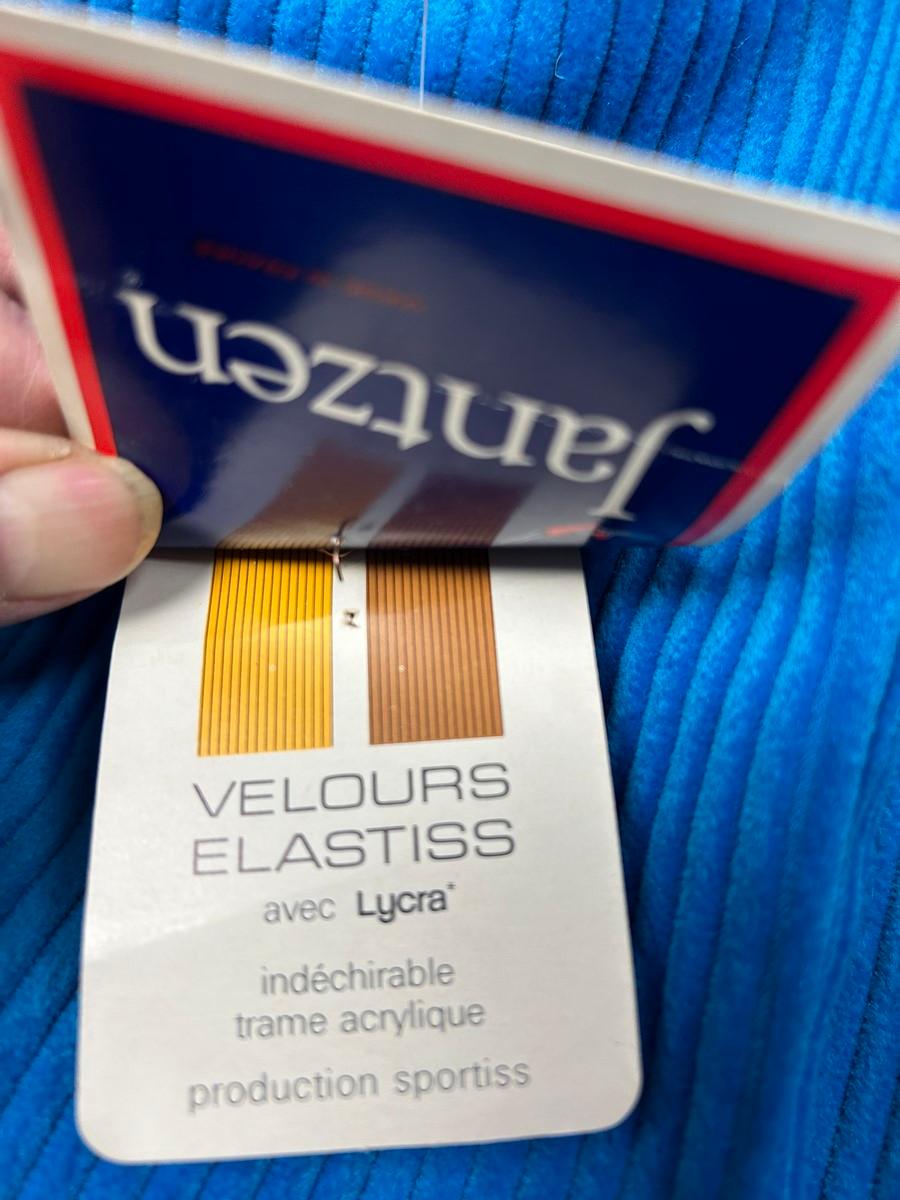 Jantzen®
VELOURS
ELASTISS
avec Lycra*
indéchirable
trame acrylique
production sportiss